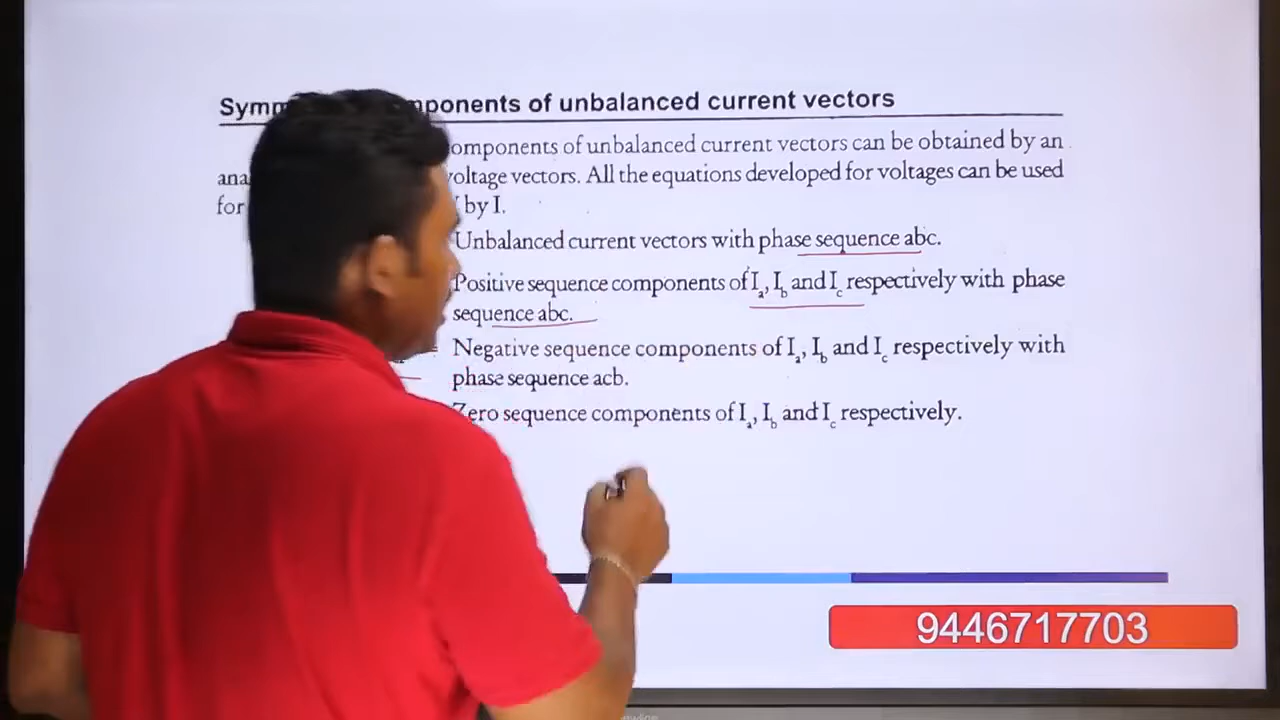 Symm ponents of unbalanced current vectors
omponents of unbalanced current vectors can be obtained by an
ana voltage vectors. All the equations developed for voltages can be used
for by I.
Unbalanced current vectors with phase sequence abc.
Positive sequence components of Ia, Ib and Ic respectively with phase
sequence abc.
= Negative sequence components of Ia, Ib and Ic respectively with
phase sequence acb.
Zero sequence components of Ia, Ib and Ic respectively.
9446717703